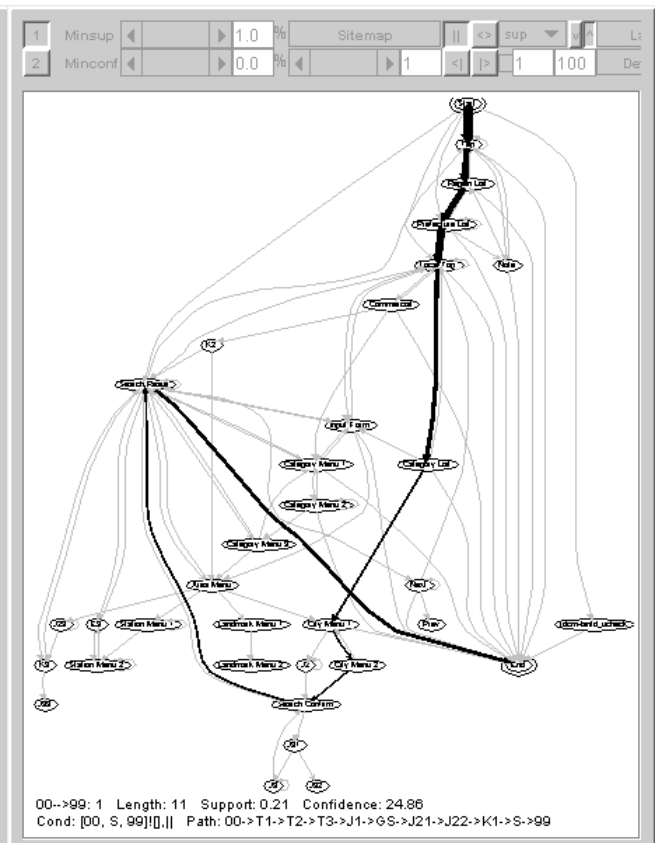 1 Minsup 1.0 % Sitemap || <> sup v ^ La
2 Minconf 0.0 % 1 <| |> 1 100 De
Start
Top
Region List
Prefecture List
Local Top Note
Commercial
K2
Search Result
Input Form
Category Menu 1 Category List
Category Menu 2
Category Menu 3
Area Menu Next
Station Menu 1 Landmark Menu 1 City Menu 1 Prev
K9 Station Menu 2 Landmark Menu 2 City Menu 2 End
Search Confirm
00-->99: 1 Length: 11 Support: 0.21 Confidence: 24.86
Cond: [00, S, 99]![],|| Path: 00->T1->T2->T3->J1->GS->J21->J22->K1->S->99